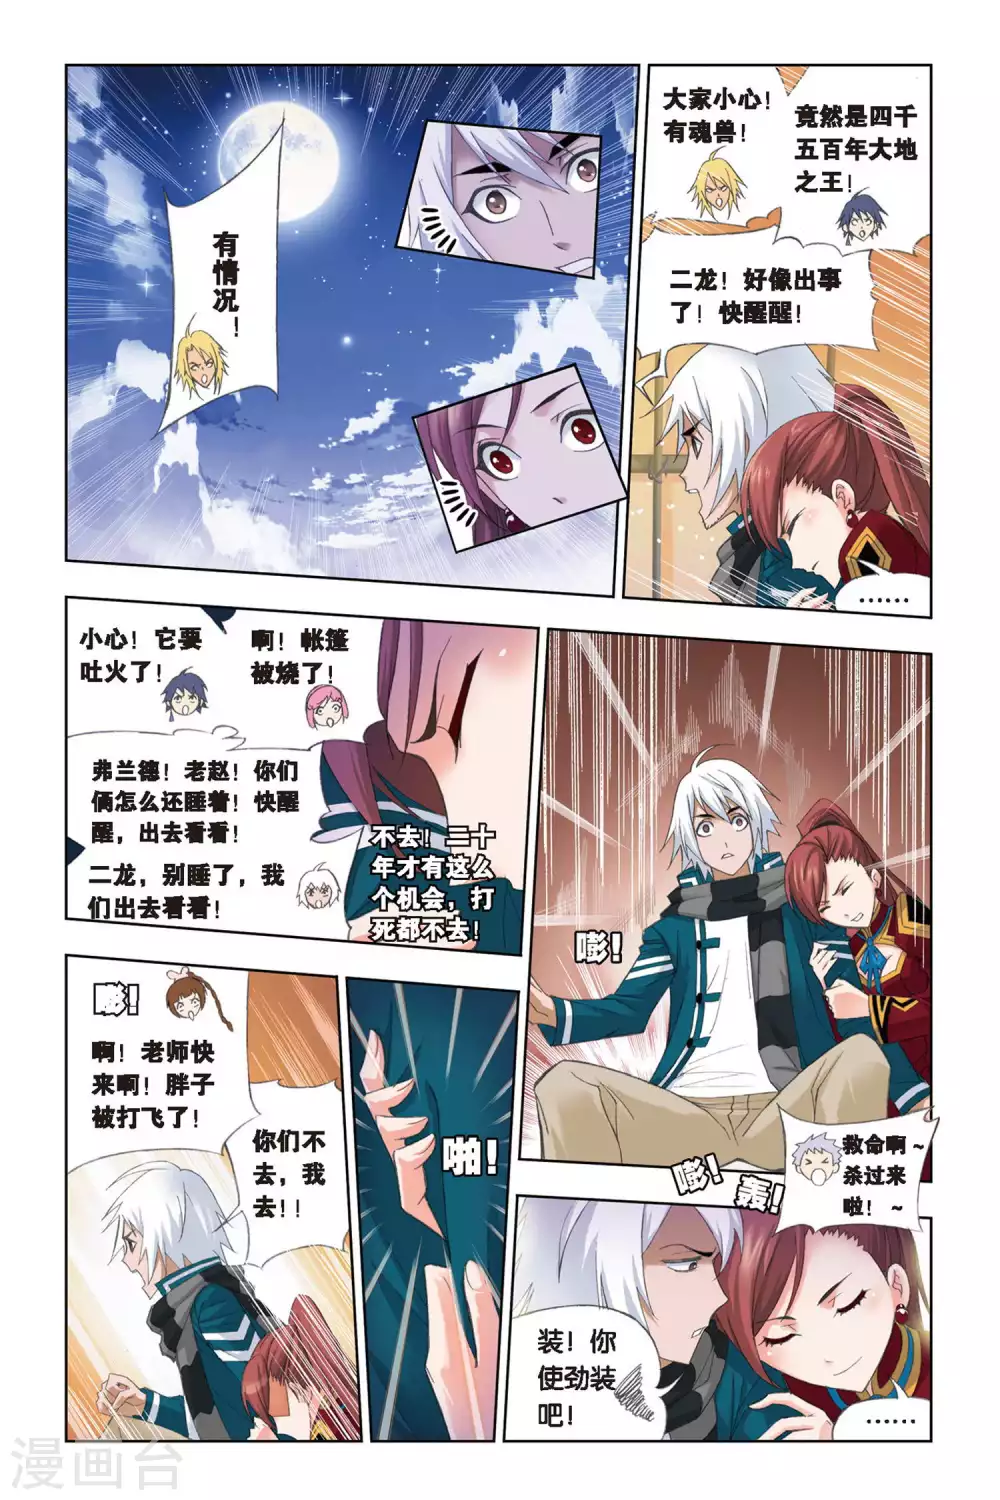 有情况！
大家小心！
有魂兽！
竟然是四千
五百年大地
之王！
二龙！好像出事
了！快醒醒！
……
小心！它要
吐火了！
啊！帐篷
被烧了！
弗兰德！老赵！你们
俩怎么还睡着！快醒
醒，出去看看！
二龙，别睡了，我
们出去看看！
不去！二十
年才有这么
个机会，打
死都不去！
嘭！
嘭！
啊！老师快
来啊！胖子
被打飞了！
你们不
去，我
去！！
啪！
嘭！
轰！
救命啊~
杀过来
啦！~
装！你
使劲装
吧！
……
漫画台